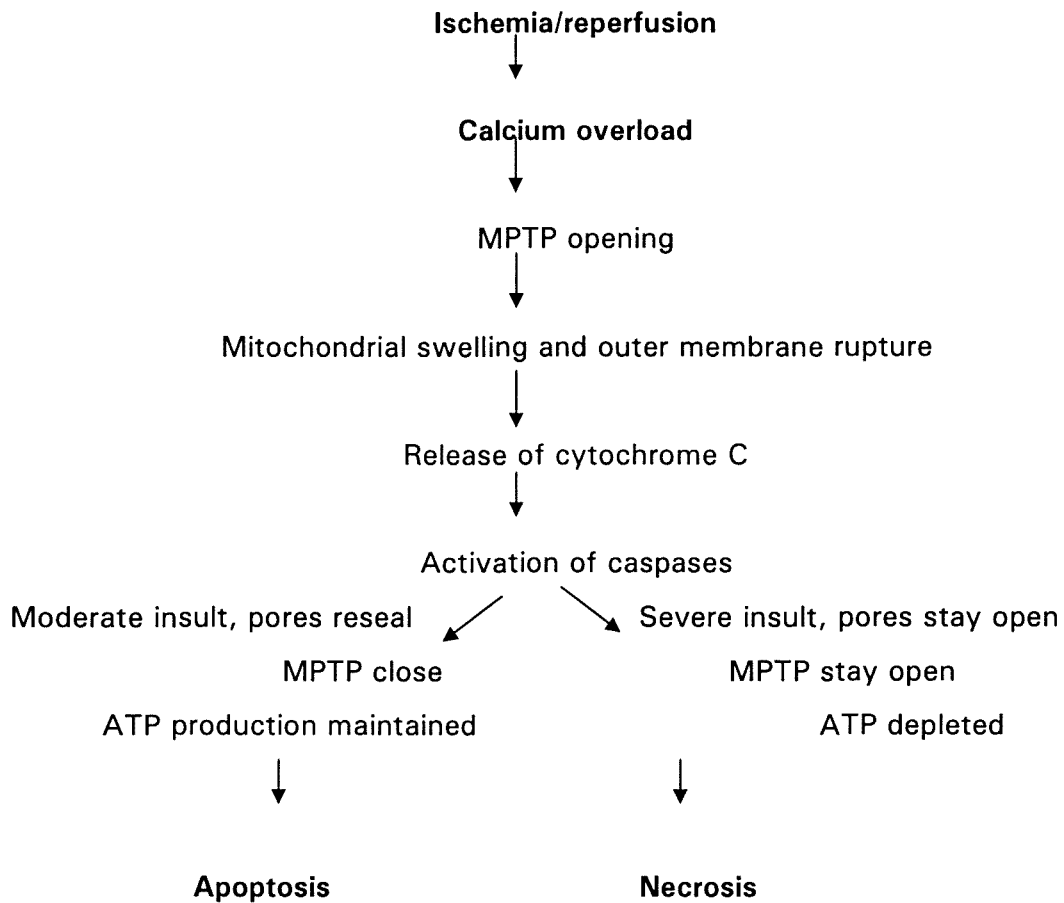 Ischemia/reperfusion
Calcium overload
MPTP opening
Mitochondrial swelling and outer membrane rupture
Release of cytochrome C
Activation of caspases
Moderate insult, pores reseal
Severe insult, pores stay open
MPTP close
MPTP stay open
ATP production maintained
ATP depleted
Apoptosis
Necrosis